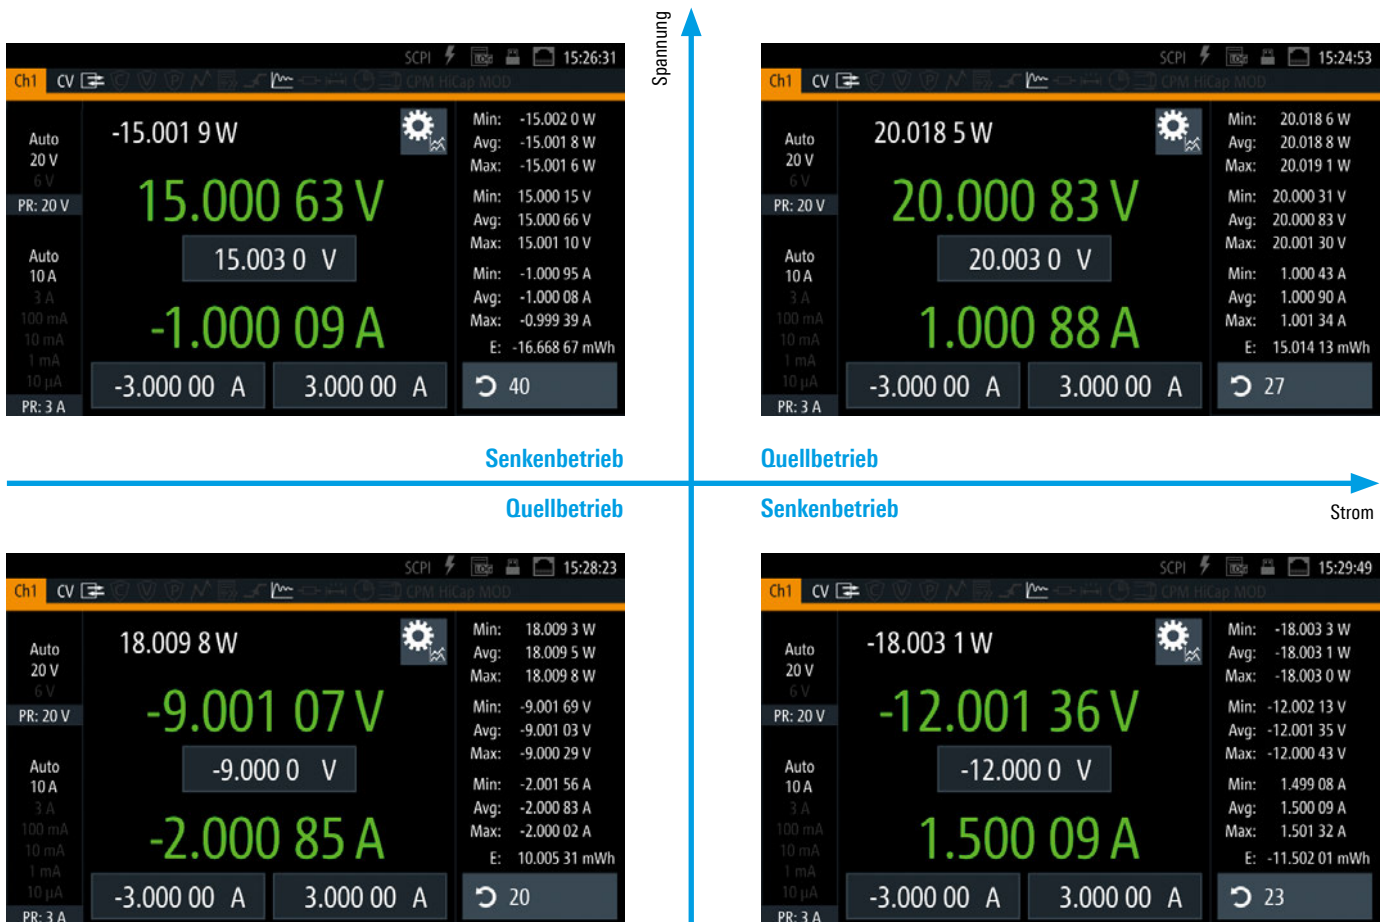 Spannung
SCPI LOG 15:26:31
Ch1 CV CPM HiCap MOD
-15.001 9 W
Auto
20 V
6 V
PR: 20 V
15.000 63 V
15.003 0 V
Auto
10 A
3 A
100 mA
10 mA
1 mA
10 µA
PR: 3 A
-1.000 09 A
-3.000 00 A 3.000 00 A
Min: -15.002 0 W
Avg: -15.001 8 W
Max: -15.001 6 W
Min: 15.000 15 V
Avg: 15.000 66 V
Max: 15.001 10 V
Min: -1.000 95 A
Avg: -1.000 08 A
Max: -0.999 39 A
E: -16.668 67 mWh
40
SCPI LOG 15:24:53
Ch1 CV CPM HiCap MOD
20.018 5 W
Auto
20 V
6 V
PR: 20 V
20.000 83 V
20.003 0 V
Auto
10 A
3 A
100 mA
10 mA
1 mA
10 µA
PR: 3 A
1.000 88 A
-3.000 00 A 3.000 00 A
Min: 20.018 6 W
Avg: 20.018 8 W
Max: 20.019 1 W
Min: 20.000 31 V
Avg: 20.000 83 V
Max: 20.001 30 V
Min: 1.000 43 A
Avg: 1.000 90 A
Max: 1.001 34 A
E: 15.014 13 mWh
27
Senkenbetrieb
Quellbetrieb
Quellbetrieb
Senkenbetrieb
Strom
SCPI LOG 15:28:23
Ch1 CV CPM HiCap MOD
18.009 8 W
Auto
20 V
6 V
PR: 20 V
-9.001 07 V
-9.000 0 V
Auto
10 A
3 A
100 mA
10 mA
1 mA
10 µA
PR: 3 A
-2.000 85 A
-3.000 00 A 3.000 00 A
Min: 18.009 3 W
Avg: 18.009 5 W
Max: 18.009 8 W
Min: -9.001 69 V
Avg: -9.001 03 V
Max: -9.000 29 V
Min: -2.001 56 A
Avg: -2.000 83 A
Max: -2.000 02 A
E: 10.005 31 mWh
20
SCPI LOG 15:29:49
Ch1 CV CPM HiCap MOD
-18.003 1 W
Auto
20 V
6 V
PR: 20 V
-12.001 36 V
-12.000 0 V
Auto
10 A
3 A
100 mA
10 mA
1 mA
10 µA
PR: 3 A
1.500 09 A
-3.000 00 A 3.000 00 A
Min: -18.003 3 W
Avg: -18.003 1 W
Max: -18.003 0 W
Min: -12.002 13 V
Avg: -12.001 35 V
Max: -12.000 43 V
Min: 1.499 08 A
Avg: 1.500 09 A
Max: 1.501 32 A
E: -11.502 01 mWh
23